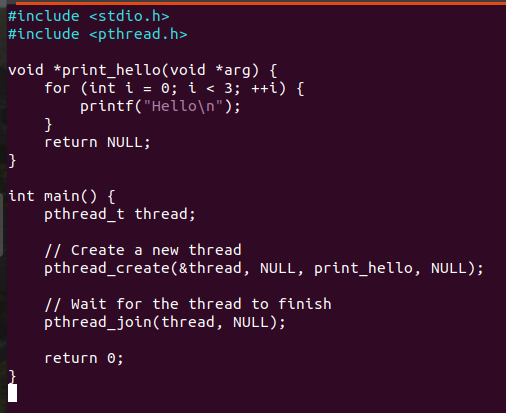 #include <stdio.h>
#include <pthread.h>

void *print_hello(void *arg) {
    for (int i = 0; i < 3; ++i) {
        printf("Hello\n");
    }
    return NULL;
}

int main() {
    pthread_t thread;

    // Create a new thread
    pthread_create(&thread, NULL, print_hello, NULL);

    // Wait for the thread to finish
    pthread_join(thread, NULL);

    return 0;
}